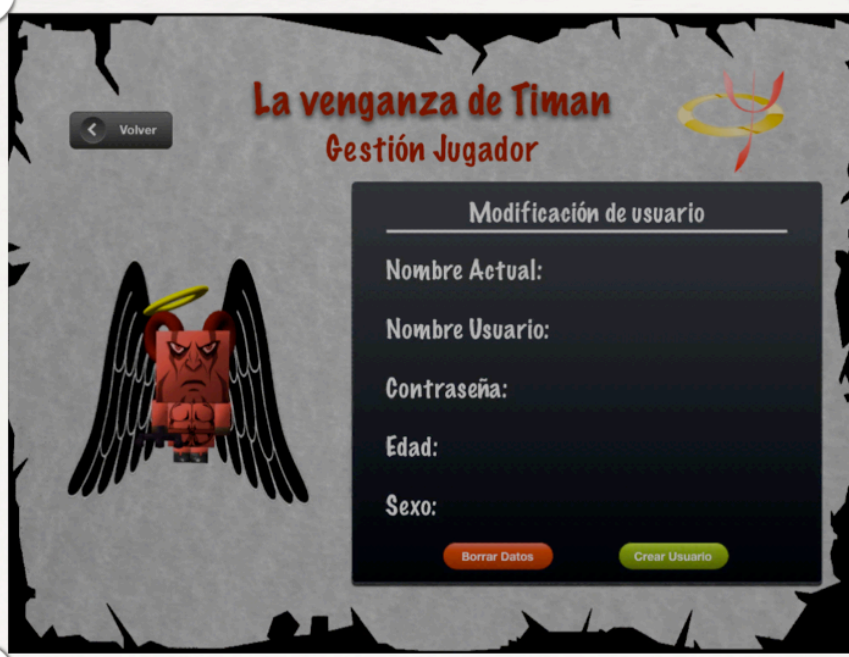 La venganza de Timan
Volver
Gestión Jugador
Modificación de usuario
Nombre Actual:
Nombre Usuario:
Contraseña:
Edad:
Sexo:
Borrar Datos
Crear Usuario